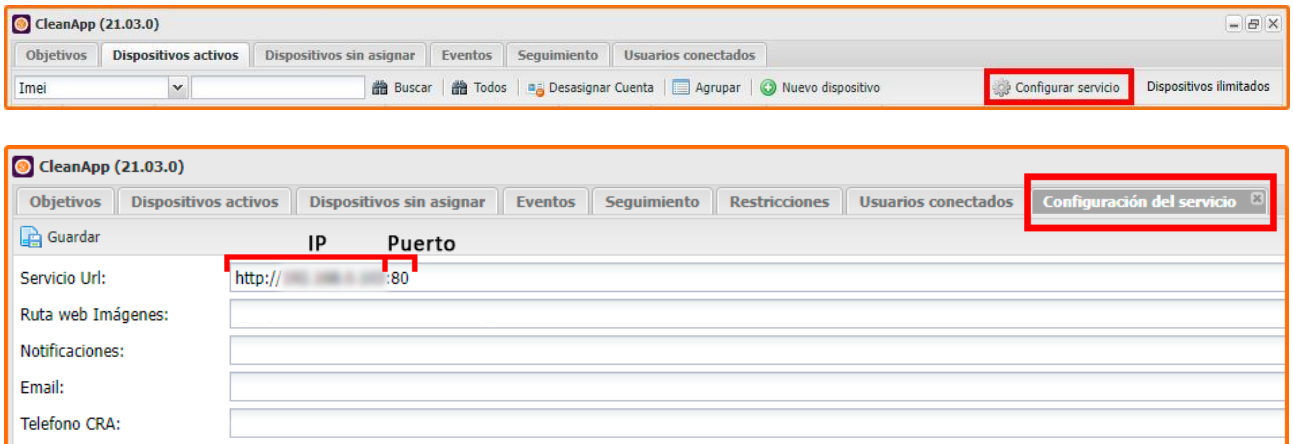 CleanApp (21.03.0)
Objetivos Dispositivos activos Dispositivos sin asignar Eventos Seguimiento Usuarios conectados
Imei Buscar Todos Desasignar Cuenta Agrupar Nuevo dispositivo Configurar servicio Dispositivos ilimitados
CleanApp (21.03.0)
Objetivos Dispositivos activos Dispositivos sin asignar Eventos Seguimiento Restricciones Usuarios conectados Configuración del servicio
Guardar
IP Puerto
Servicio Url: http:// :80
Ruta web Imágenes:
Notificaciones:
Email:
Telefono CRA: